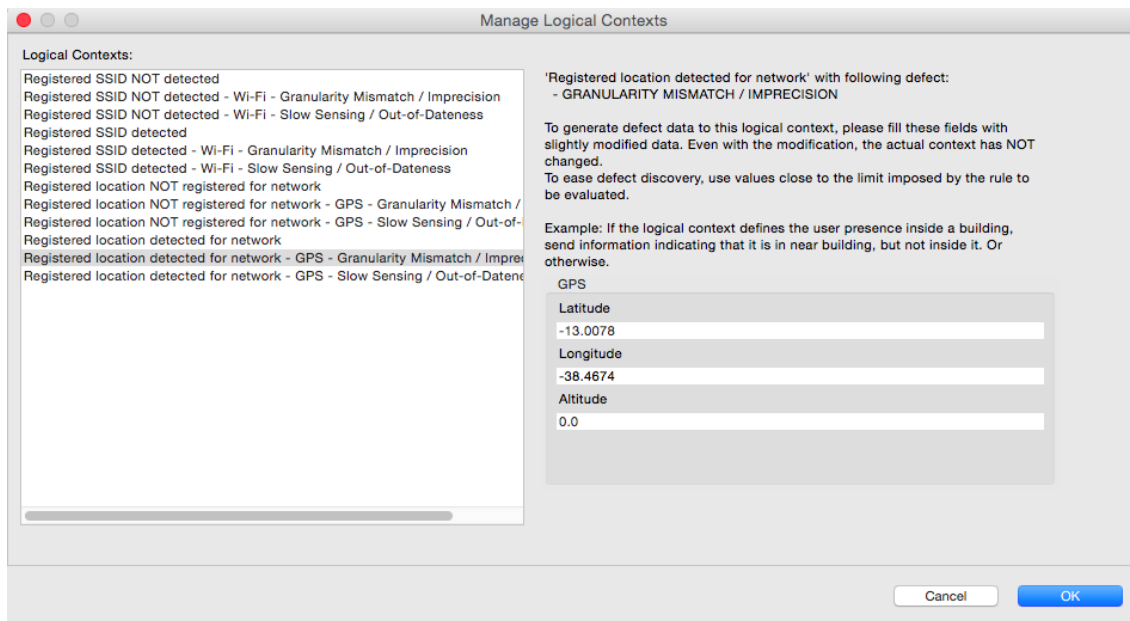 Manage Logical Contexts
Logical Contexts:
Registered SSID NOT detected
Registered SSID NOT detected - Wi-Fi - Granularity Mismatch / Imprecision
Registered SSID NOT detected - Wi-Fi - Slow Sensing / Out-of-Dateness
Registered SSID detected
Registered SSID detected - Wi-Fi - Granularity Mismatch / Imprecision
Registered SSID detected - Wi-Fi - Slow Sensing / Out-of-Dateness
Registered location NOT registered for network
Registered location NOT registered for network - GPS - Granularity Mismatch /
Registered location NOT registered for network - GPS - Slow Sensing / Out-of-
Registered location detected for network
Registered location detected for network - GPS - Granularity Mismatch / Impre
Registered location detected for network - GPS - Slow Sensing / Out-of-Datene
'Registered location detected for network' with following defect:
- GRANULARITY MISMATCH / IMPRECISION
To generate defect data to this logical context, please fill these fields with
slightly modified data. Even with the modification, the actual context has NOT
changed.
To ease defect discovery, use values close to the limit imposed by the rule to
be evaluated.
Example: If the logical context defines the user presence inside a building,
send information indicating that it is in near building, but not inside it. Or
otherwise.
GPS
Latitude
-13.0078
Longitude
-38.4674
Altitude
0.0
Cancel
OK